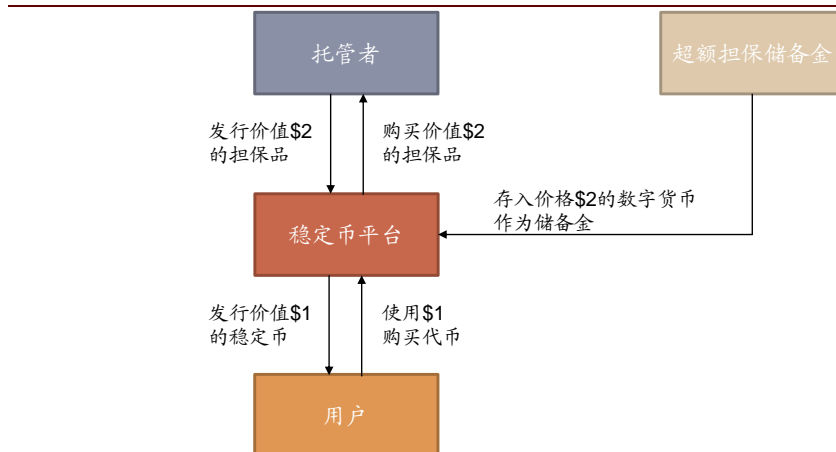 托管者
超额担保储备金
发行价值$2
的担保品
购买价值$2
的担保品
存入价格$2的数字货币
作为储备金
稳定币平台
发行价值$1
的稳定币
使用$1
购买代币
用户